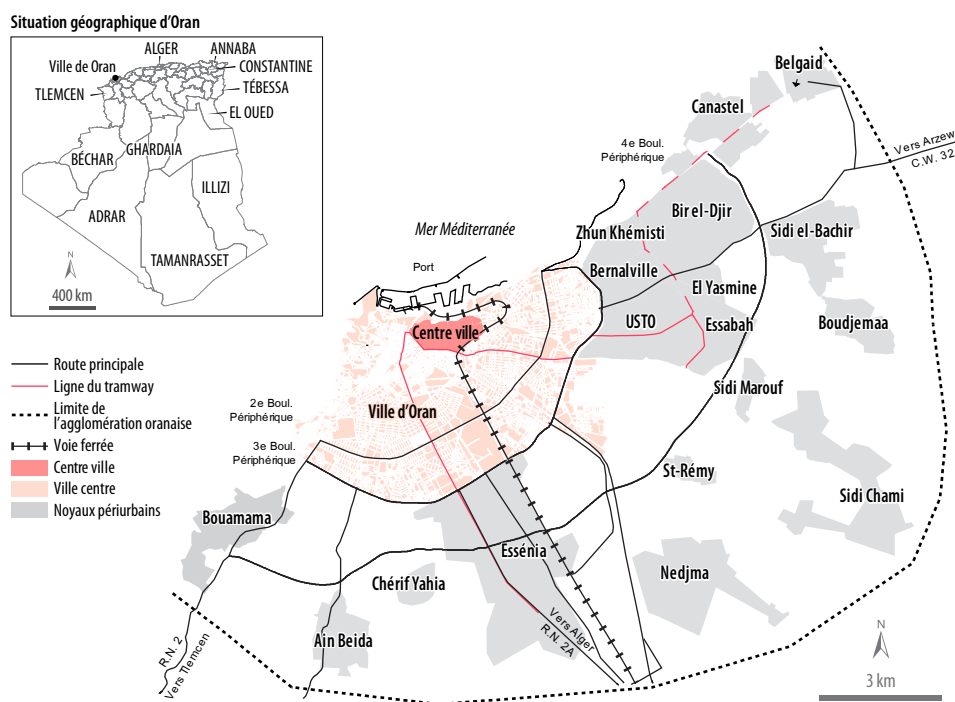 Situation géographique d'Oran
ALGER
ANNABA
Ville de Oran
CONSTANTINE
TLEMCEN
TÉBESSA
EL OUED
GHARDAIA
BÉCHAR
ILLIZI
ADRAR
TAMANRASSET
N
400 km
Route principale
Ligne du tramway
Limite de
l'agglomération oranaise
Voie ferrée
Centre ville
Ville centre
Noyaux périurbains
Belgaid
Canastel
4e Boul.
Périphérique
Vers Arzew
C.W. 32
Bir el-Djir
Mer Méditerranée
Zhun Khémisti
Sidi el-Bachir
Port
Bernalville
El Yasmine
Centre ville
USTO
Essabah
Boudjemaa
Sidi Marouf
2e Boul.
Périphérique
Ville d'Oran
3e Boul.
Périphérique
St-Rémy
Sidi Chami
Bouamama
Essénia
Nedjma
Chérif Yahia
Ain Beida
Vers Alger
R.N. 2A
R.N. 2
Vers Tlemcen
N
3 km